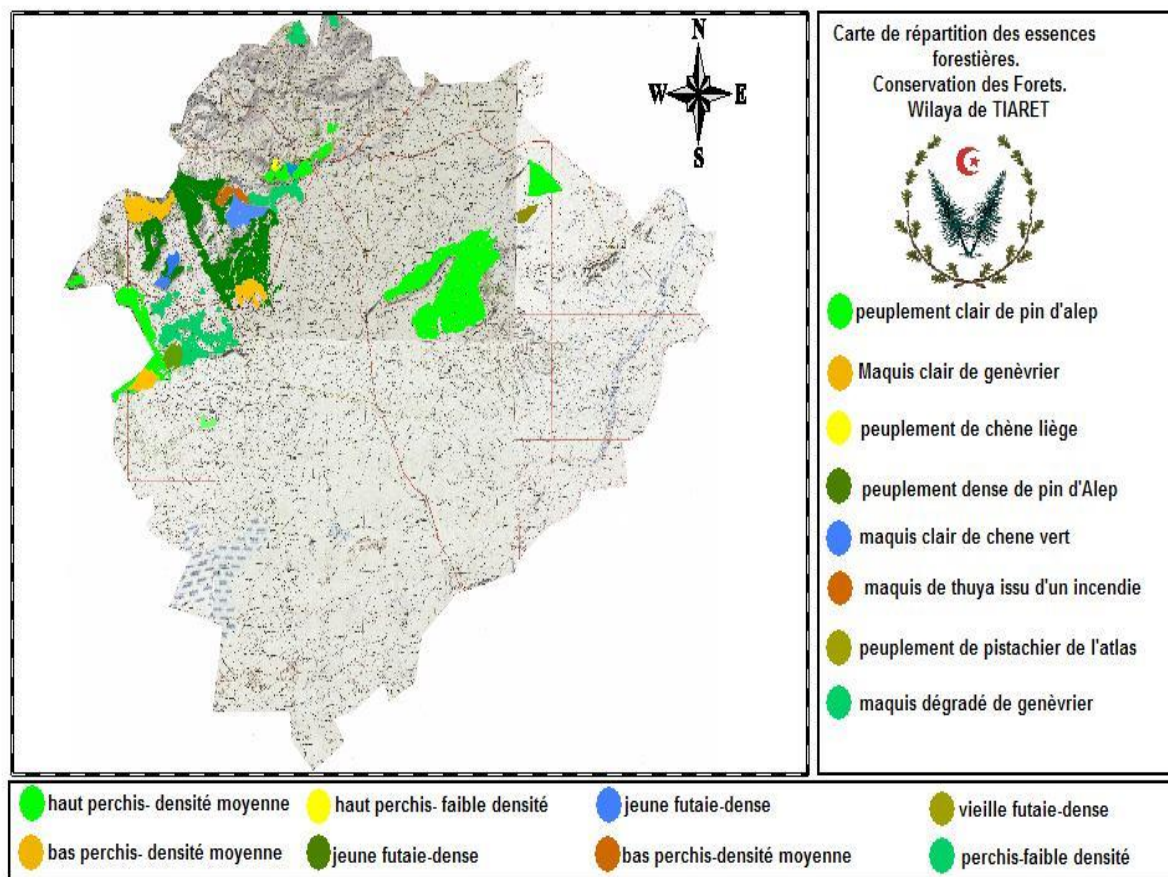 N
W E
S
Carte de répartition des essences
forestières.
Conservation des Forets.
Wilaya de TIARET
peuplement clair de pin d'alep
Maquis clair de genèvrier
peuplement de chène liège
peuplement dense de pin d'Alep
maquis clair de chene vert
maquis de thuya issu d'un incendie
peuplement de pistachier de l'atlas
maquis dégradé de genèvrier
haut perchis- densité moyenne
haut perchis- faible densité
jeune futaie-dense
vieille futaie-dense
bas perchis- densité moyenne
jeune futaie-dense
bas perchis-densité moyenne
perchis-faible densité